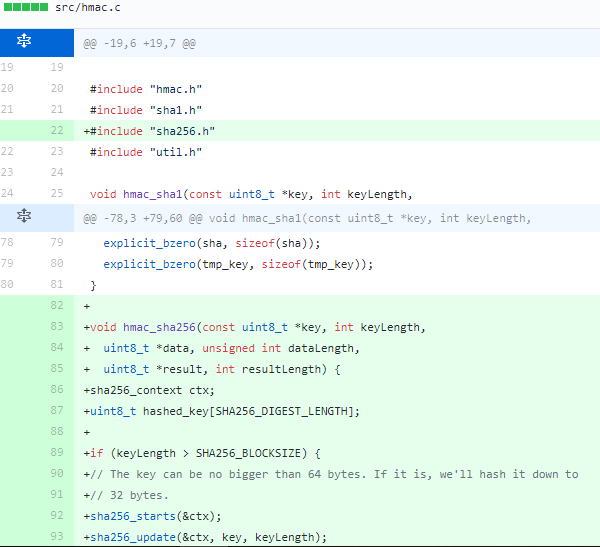 src/hmac.c
@@ -19,6 +19,7 @@
19 19
20 20 #include "hmac.h"
21 21 #include "sha1.h"
22 +#include "sha256.h"
22 23 #include "util.h"
23 24
24 25 void hmac_sha1(const uint8_t *key, int keyLength,
@@ -78,3 +79,60 @@ void hmac_sha1(const uint8_t *key, int keyLength,
78 79 explicit_bzero(sha, sizeof(sha));
79 80 explicit_bzero(tmp_key, sizeof(tmp_key));
80 81 }
82 +
83 +void hmac_sha256(const uint8_t *key, int keyLength,
84 + uint8_t *data, unsigned int dataLength,
85 + uint8_t *result, int resultLength) {
86 +sha256_context ctx;
87 +uint8_t hashed_key[SHA256_DIGEST_LENGTH];
88 +
89 +if (keyLength > SHA256_BLOCKSIZE) {
90 +// The key can be no bigger than 64 bytes. If it is, we'll hash it down to
91 +// 32 bytes.
92 +sha256_starts(&ctx);
93 +sha256_update(&ctx, key, keyLength);